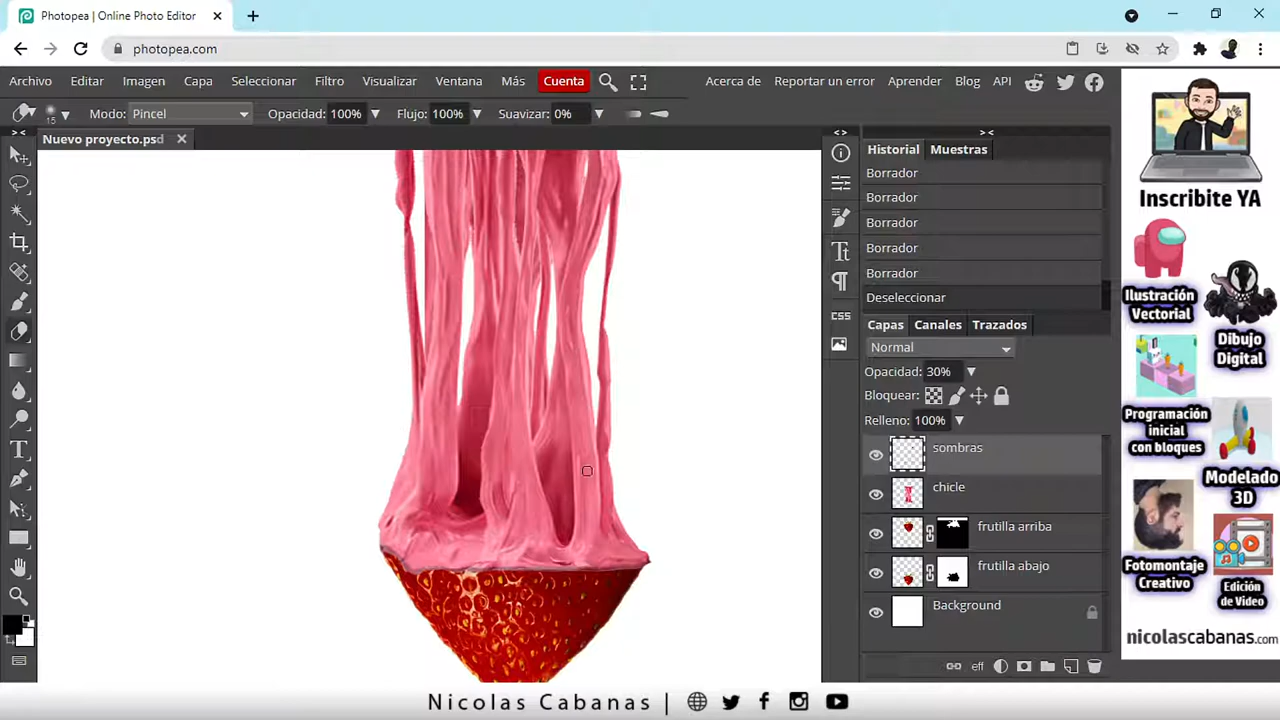 Photopea | Online Photo Editor
photopea.com
Archivo Editar Imagen Capa Seleccionar Filtro Visualizar Ventana Más Cuenta Acerca de Reportar un error Aprender Blog API
15 Modo: Pincel Opacidad: 100% Flujo: 100% Suavizar: 0%
Nuevo proyecto.psd
Historial Muestras
Borrador
Borrador
Borrador
Borrador
Borrador
Deseleccionar
CSS
Capas Canales Trazados
Normal
Opacidad: 30%
Bloquear:
Relleno: 100%
sombras
chicle
frutilla arriba
frutilla abajo
Background
eff
Inscribite YA
Ilustración
Vectorial
Dibujo
Digital
Programación
inicial
con bloques
Modelado
3D
Fotomontaje
Creativo
Edición
de Video
nicolascabanas.com
Nicolas Cabanas |